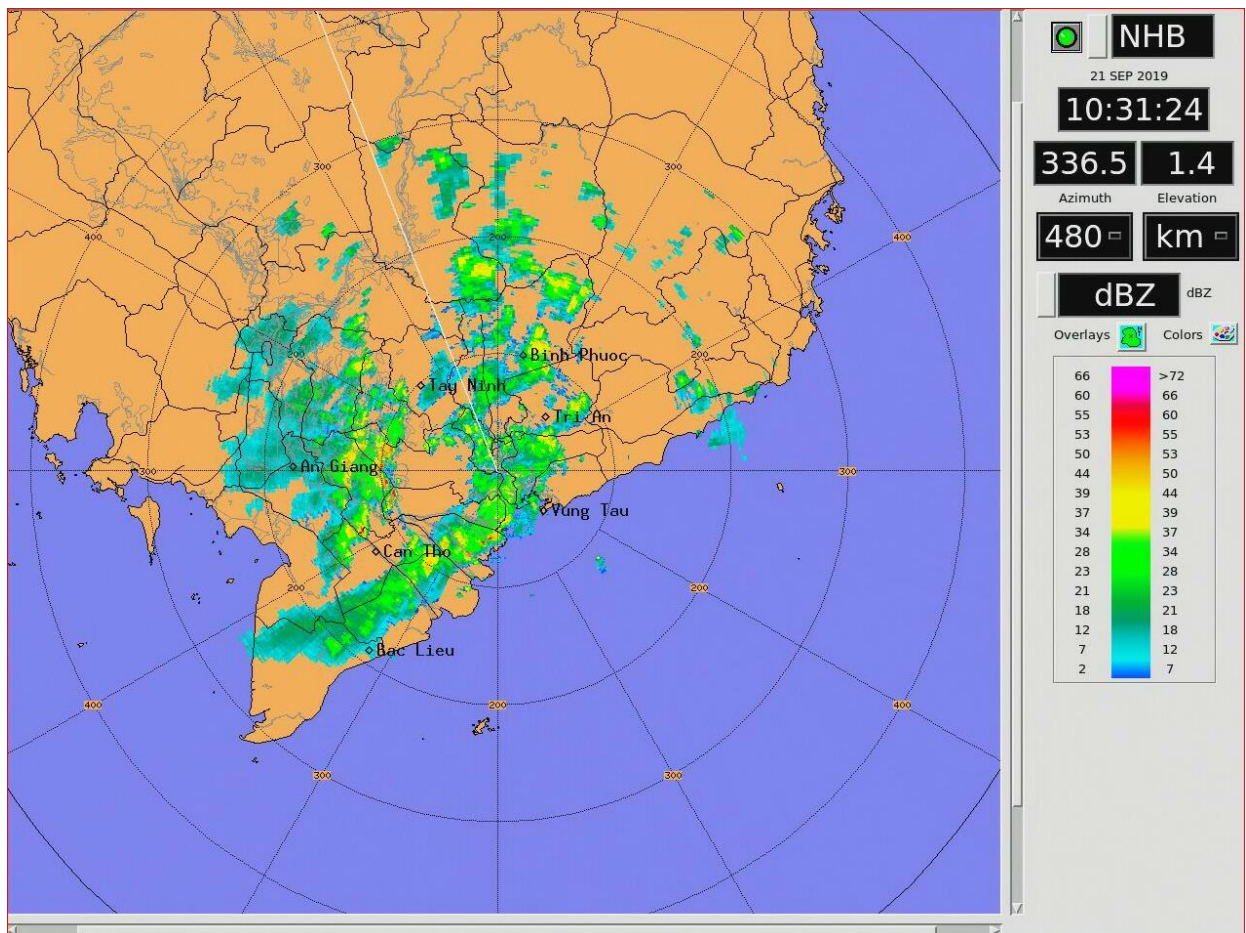 NHB
21 SEP 2019
10:31:24
336.5 1.4
Azimuth Elevation
480 km
dBZ dBZ
Overlays Colors
66 >72
60 66
55 60
53 55
50 53
44 50
39 44
37 39
34 37
28 34
23 28
21 23
18 21
12 18
7 12
2 7
300 300
400 200 400
200 200
Binh Phuoc
Tay Ninh
Tri An
An Giang
300 300
Vung Tau
Can Tho
200 200
Bac Lieu
400 200 400
300 300